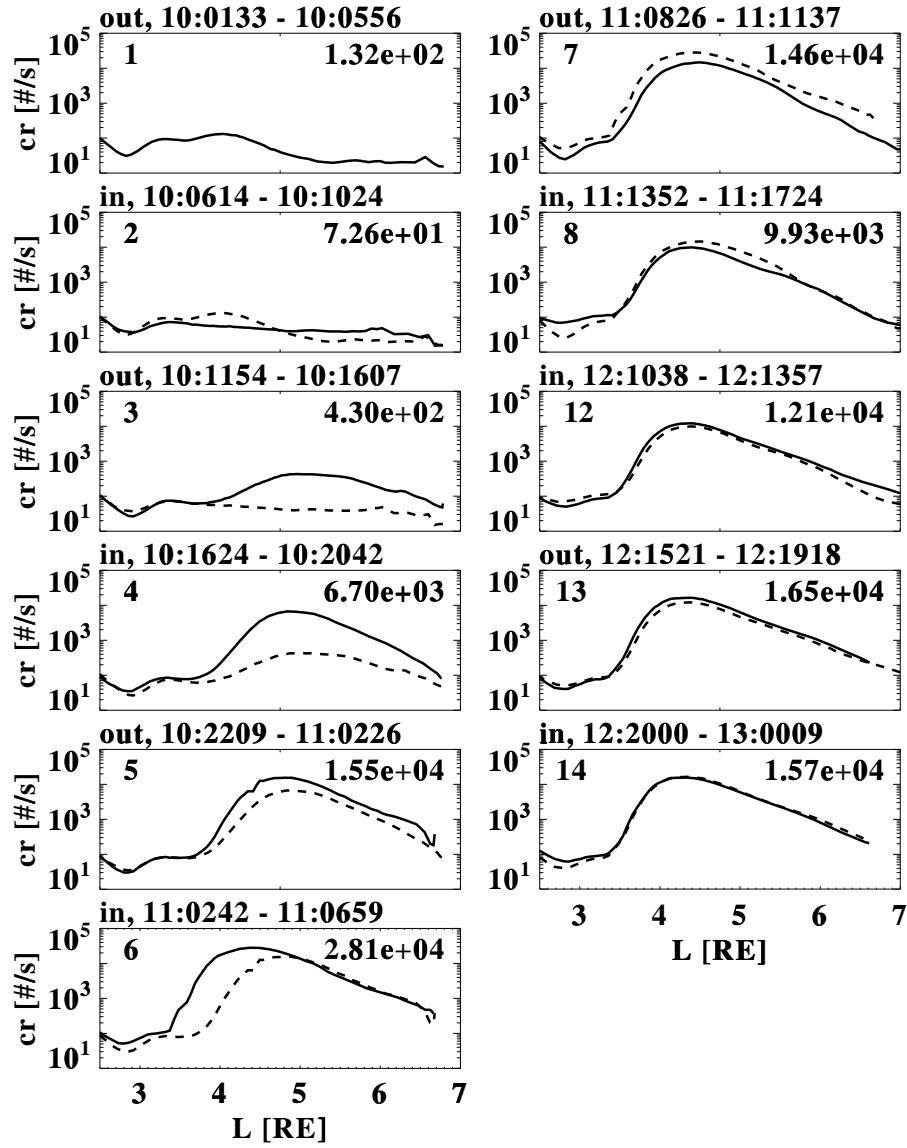 out, 10:0133 - 10:0556
10^5
10^3
10^1
cr [#/s]
1
1.32e+02
in, 10:0614 - 10:1024
10^5
10^3
10^1
cr [#/s]
2
7.26e+01
out, 10:1154 - 10:1607
10^5
10^3
10^1
cr [#/s]
3
4.30e+02
in, 10:1624 - 10:2042
10^5
10^3
10^1
cr [#/s]
4
6.70e+03
out, 10:2209 - 11:0226
10^5
10^3
10^1
cr [#/s]
5
1.55e+04
in, 11:0242 - 11:0659
10^5
10^3
10^1
cr [#/s]
6
2.81e+04
3 4 5 6 7
L [RE]
out, 11:0826 - 11:1137
10^5
10^3
10^1
cr [#/s]
7
1.46e+04
in, 11:1352 - 11:1724
10^5
10^3
10^1
cr [#/s]
8
9.93e+03
in, 12:1038 - 12:1357
10^5
10^3
10^1
cr [#/s]
12
1.21e+04
out, 12:1521 - 12:1918
10^5
10^3
10^1
cr [#/s]
13
1.65e+04
in, 12:2000 - 13:0009
10^5
10^3
10^1
cr [#/s]
14
1.57e+04
3 4 5 6 7
L [RE]